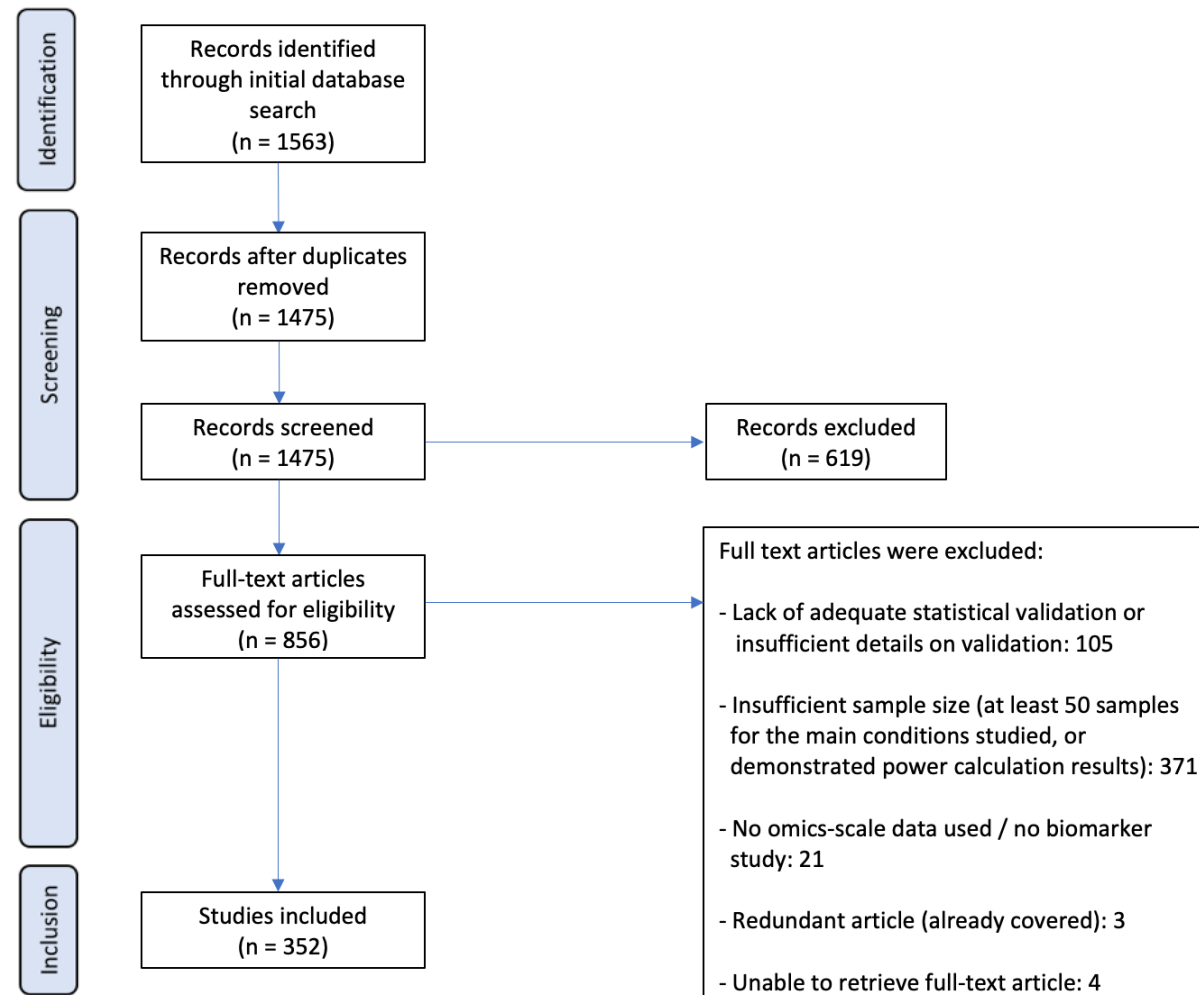 Identification
Records identified
through initial database
search
(n = 1563)
Screening
Records after duplicates
removed
(n = 1475)
Records screened
(n = 1475)
Records excluded
(n = 619)
Eligibility
Full-text articles
assessed for eligibility
(n = 856)
Full text articles were excluded:
- Lack of adequate statistical validation or
insufficient details on validation: 105
- Insufficient sample size (at least 50 samples
for the main conditions studied, or
demonstrated power calculation results): 371
- No omics-scale data used / no biomarker
study: 21
- Redundant article (already covered): 3
- Unable to retrieve full-text article: 4
Inclusion
Studies included
(n = 352)